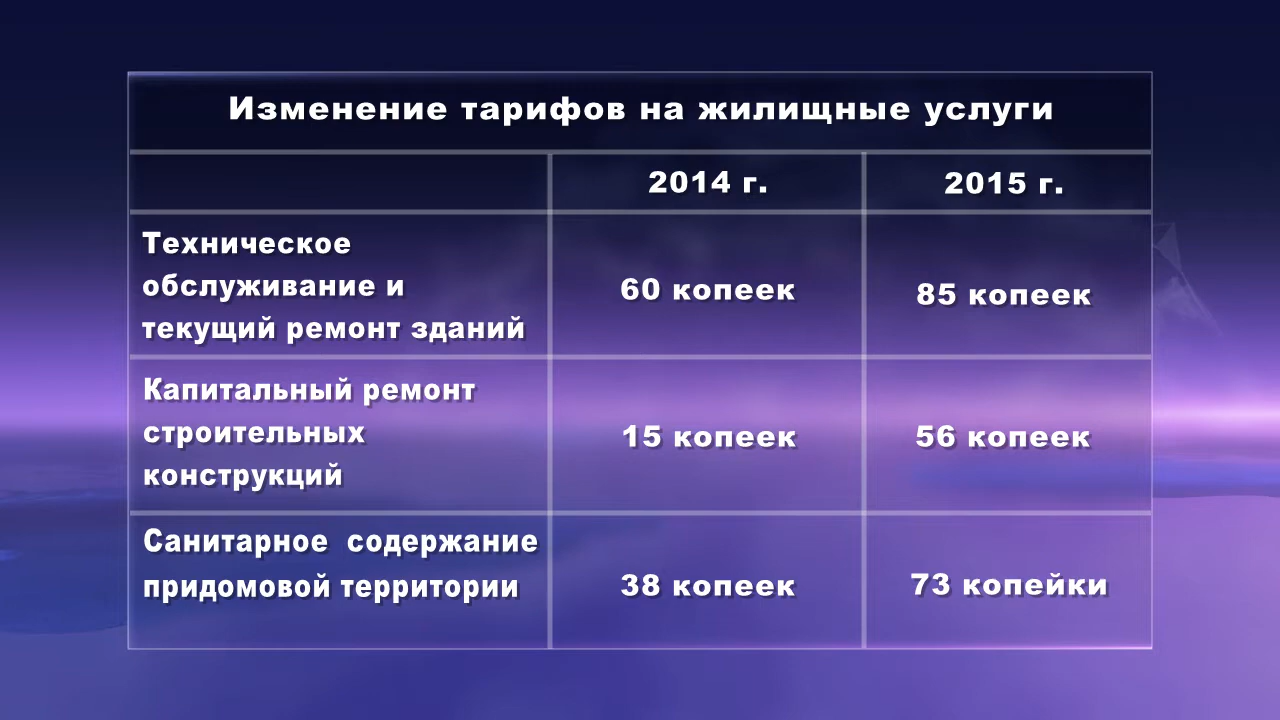 Изменение тарифов на жилищные услуги
2014 г. 2015 г.
Техническое
обслуживание и
текущий ремонт зданий
60 копеек 85 копеек
Капитальный ремонт
строительных
конструкций
15 копеек 56 копеек
Санитарное содержание
придомовой территории
38 копеек 73 копейки